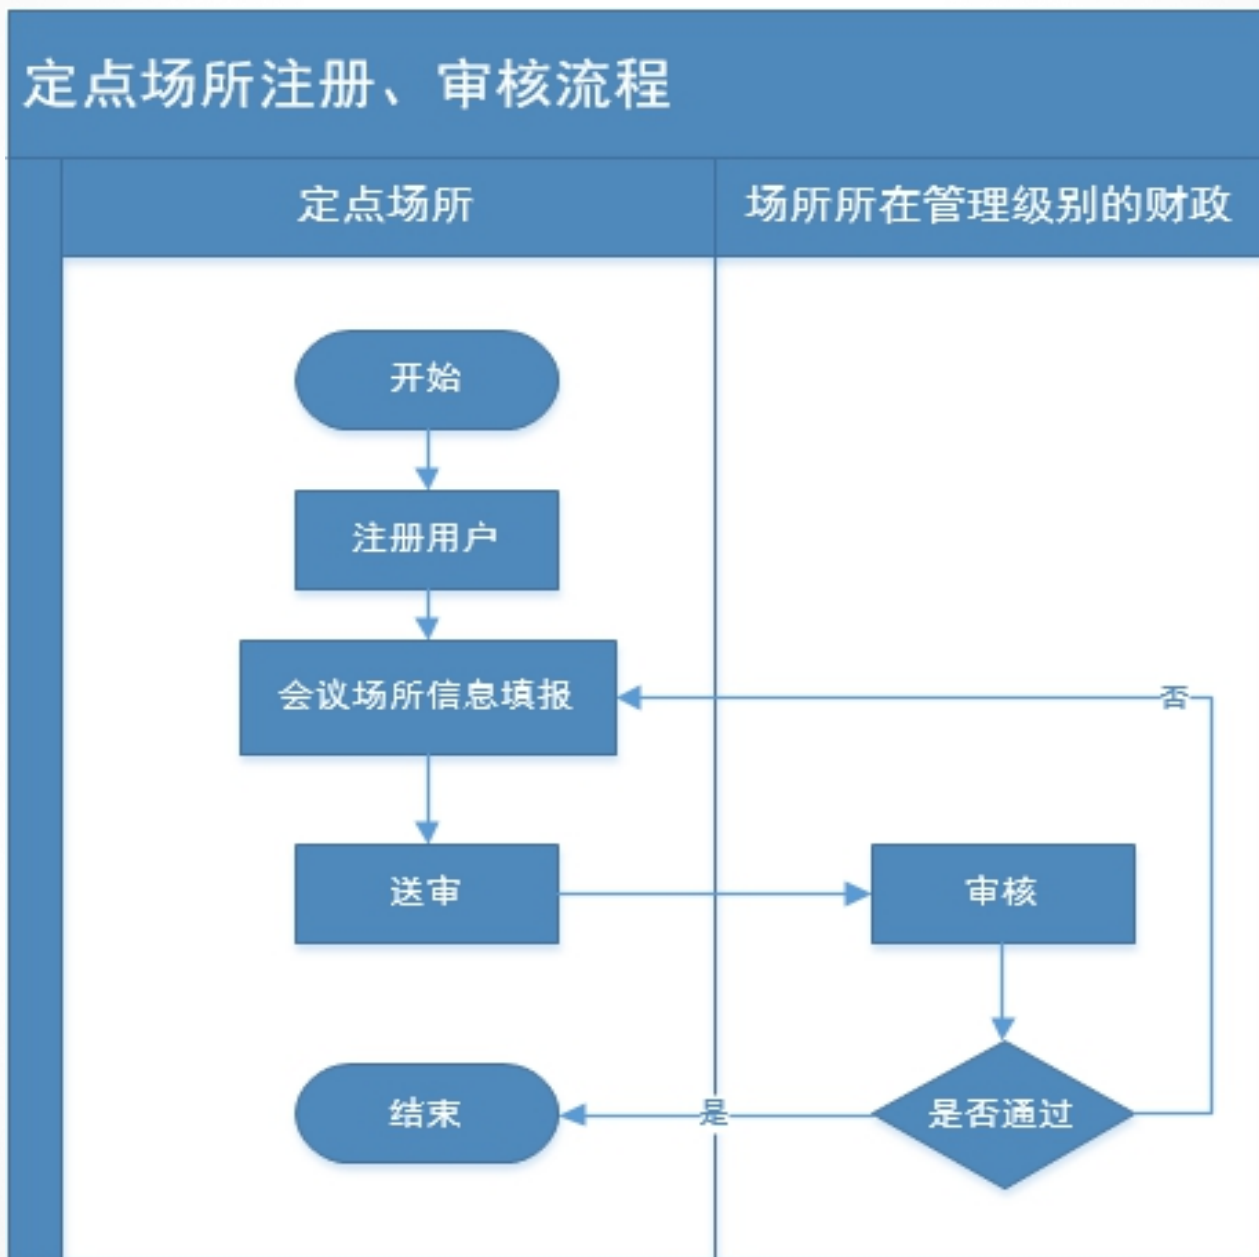 定点场所注册、审核流程
定点场所
场所所在管理级别的财政
开始
注册用户
会议场所信息填报
否
送审
审核
结束
是
是否通过